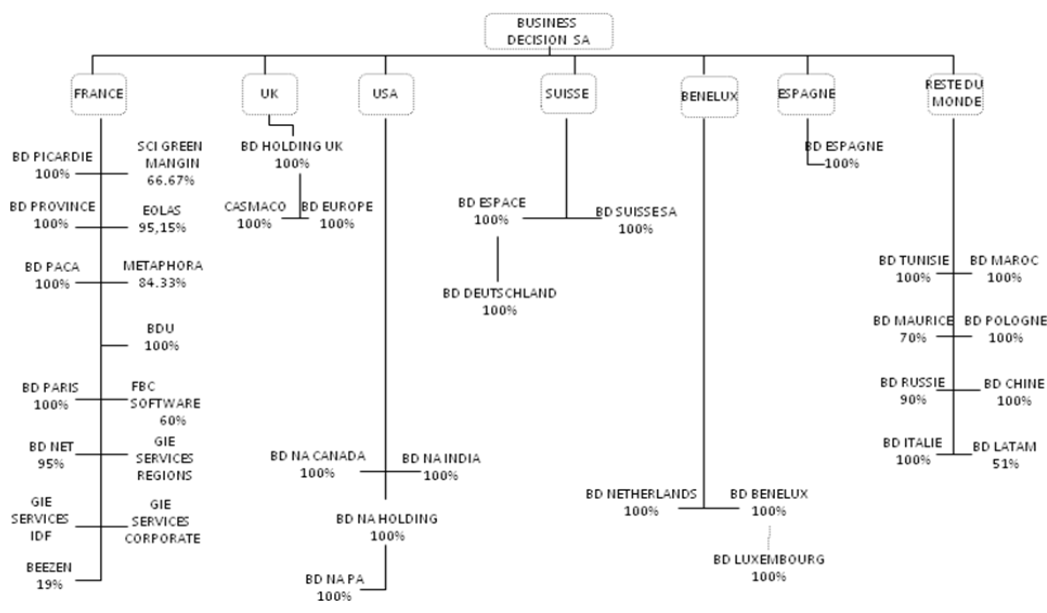 BUSINESS
DECISION SA
FRANCE
UK
USA
SUISSE
BENELUX
ESPAGNE
RESTE DU
MONDE
BD PICARDIE
100%
SCI GREEN
MANGIN
66.67%
BD PROVINCE
100%
EOLAS
95,15%
BD PACA
100%
METAPHORA
84.33%
BDU
100%
BD PARIS
100%
FBC
SOFTWARE
60%
BD NET
95%
GIE
SERVICES
REGIONS
GIE
SERVICES
IDF
GIE
SERVICES
CORPORATE
BEEZEN
19%
BD HOLDING UK
100%
CASMACO
100%
BD EUROPE
100%
BD NA CANADA
100%
BD NA INDIA
100%
BD NA HOLDING
100%
BD NA PA
100%
BD ESPACE
100%
BD SUISSE SA
100%
BD DEUTSCHLAND
100%
BD NETHERLANDS
100%
BD BENELUX
100%
BD LUXEMBOURG
100%
BD ESPAGNE
100%
BD TUNISIE
100%
BD MAROC
100%
BD MAURICE
70%
BD POLOGNE
100%
BD RUSSIE
90%
BD CHINE
100%
BD ITALIE
100%
BD LATAM
51%